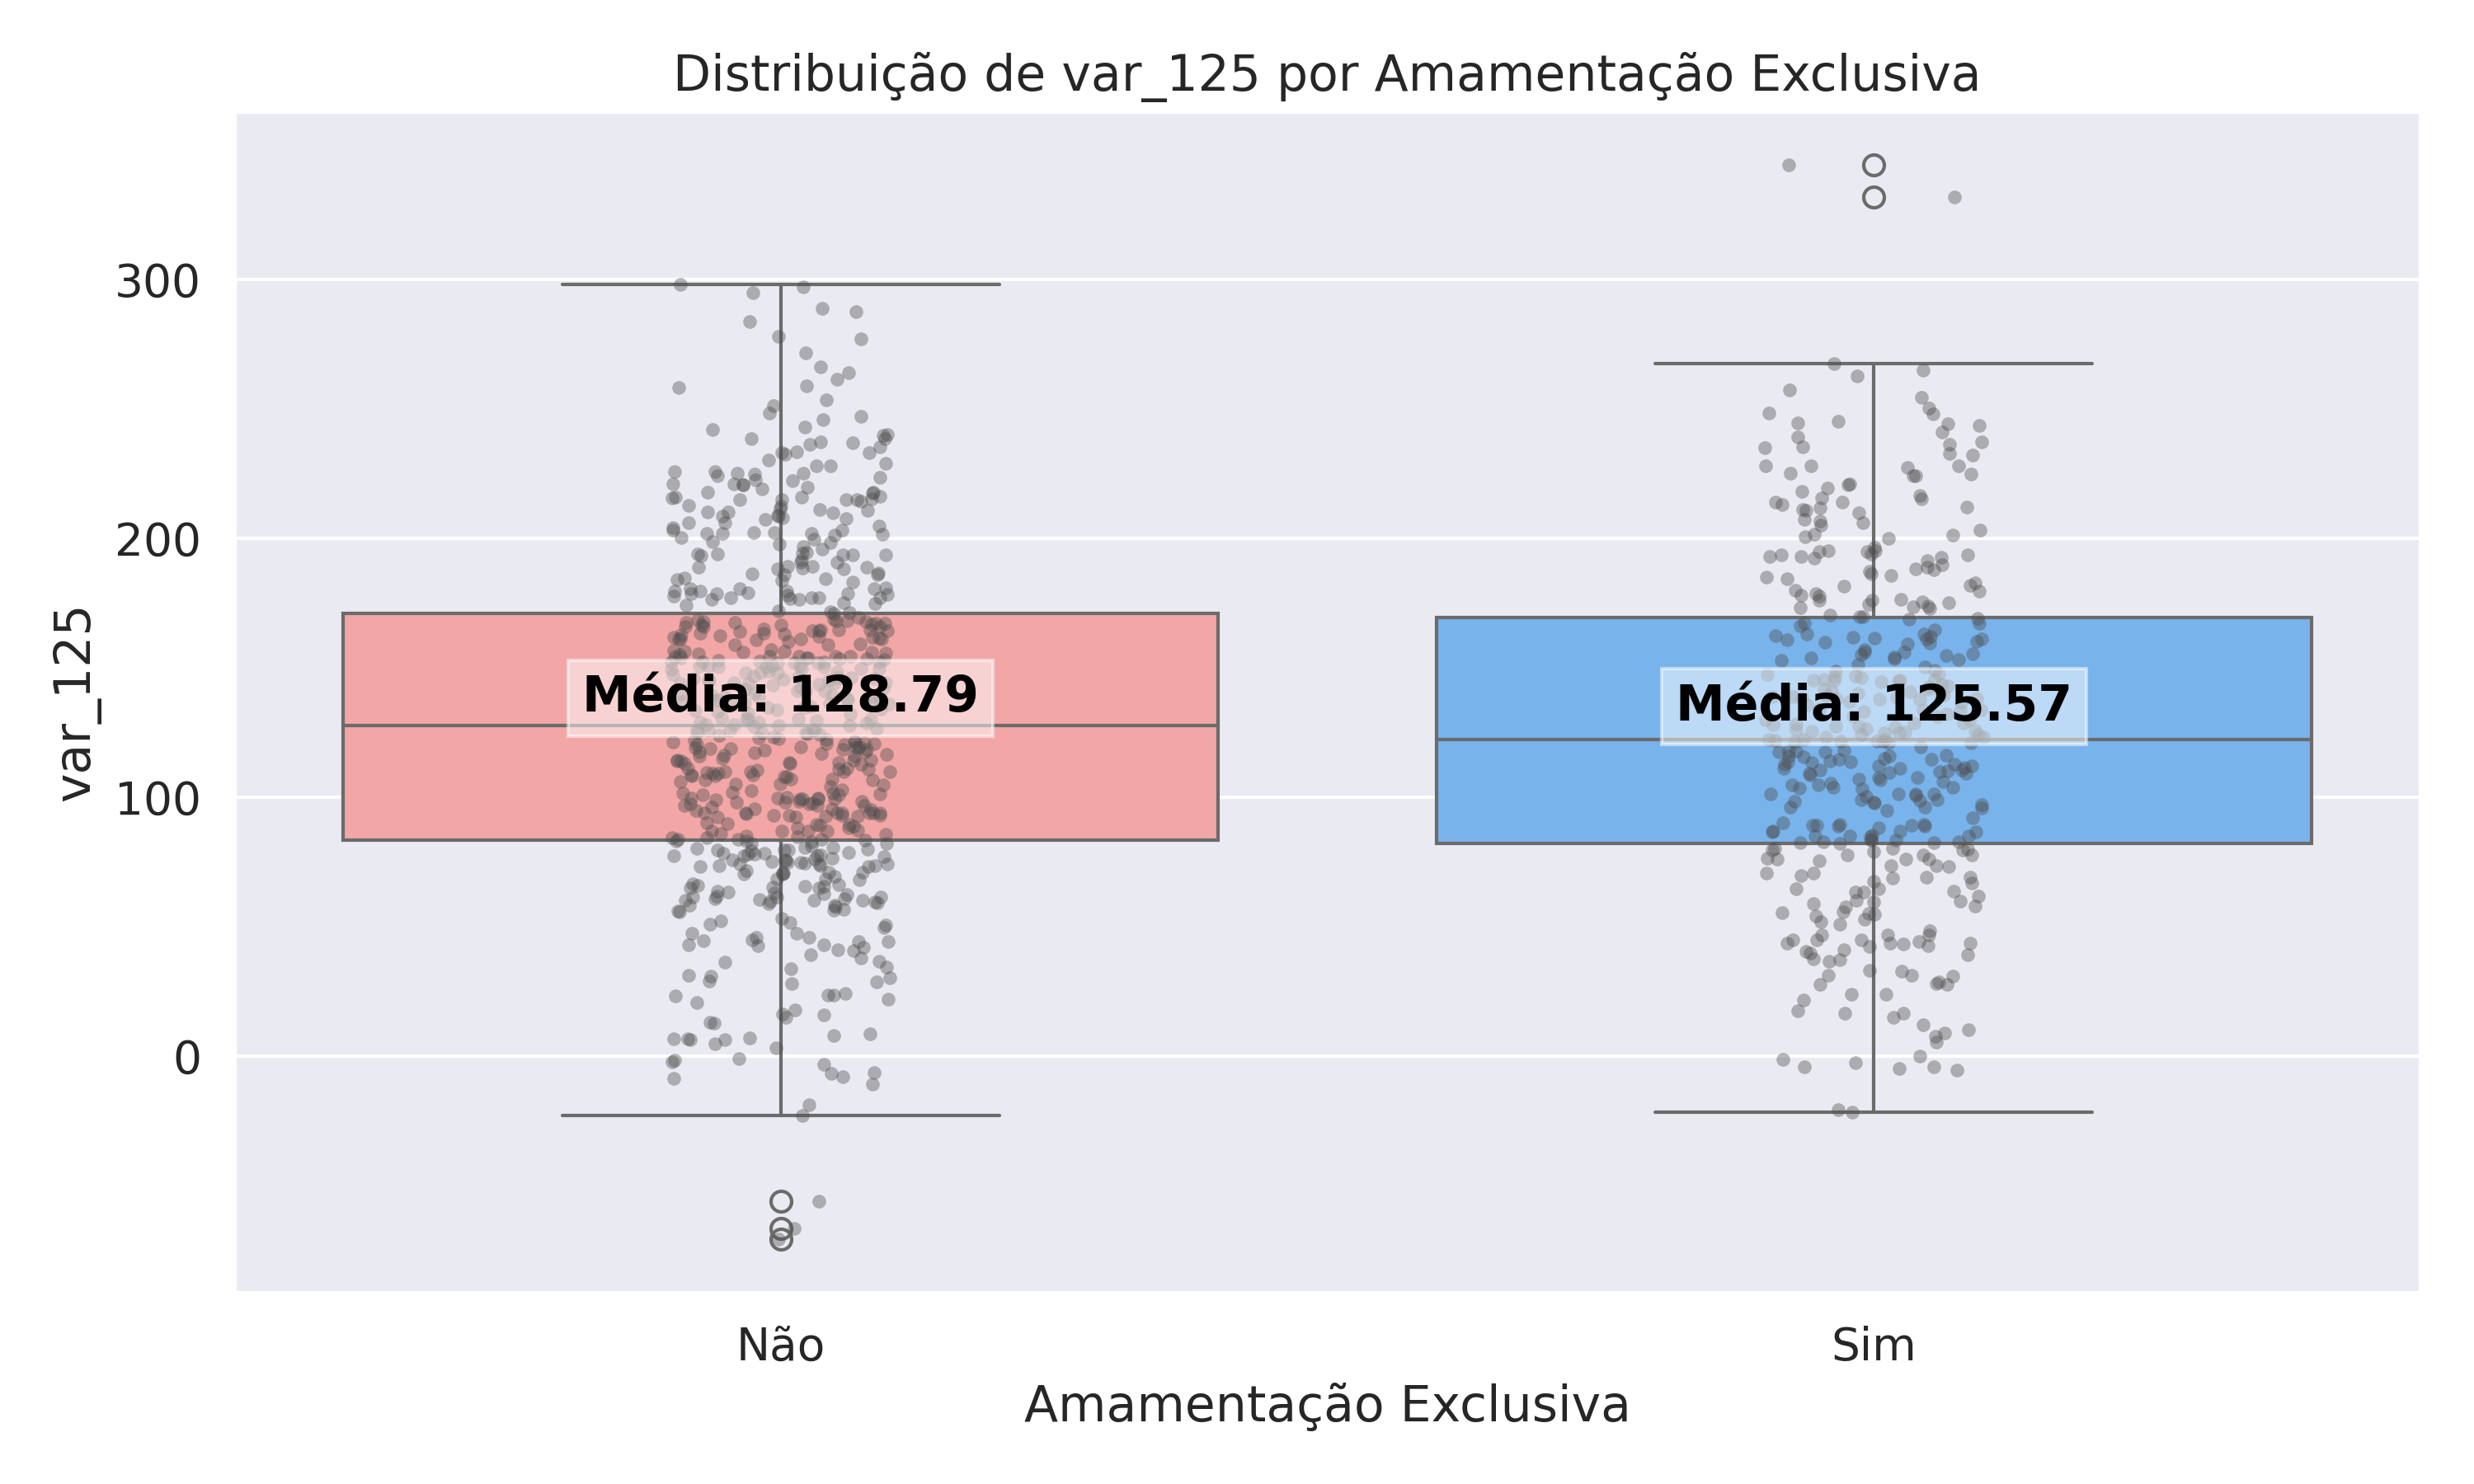 Distribuição de var_125 por Amamentação Exclusiva
var_125
300
200
100
0
Média: 128.79
Média: 125.57
Não
Sim
Amamentação Exclusiva